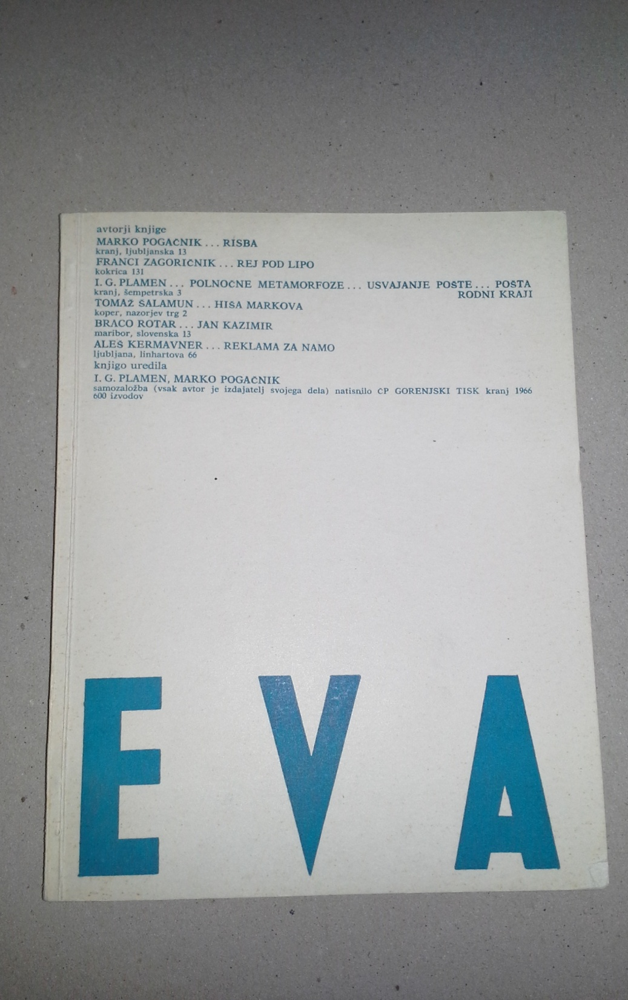 avtorji knjige
MARKO POGAČNIK ... RISBA
kranj, ljubljanska 13
FRANCI ZAGORIČNIK ... REJ POD LIPO
kokrica 131
I. G. PLAMEN ... POLNOČNE METAMORFOZE ... USVAJANJE POŠTE ... POŠTA
kranj, šempetrska 3 RODNI KRAJI
TOMAŽ ŠALAMUN ... HIŠA MARKOVA
koper, nazorjev trg 2
BRACO ROTAR ... JAN KAZIMIR
maribor, slovenska 13
ALEŠ KERMAVNER ... REKLAMA ZA NAMO
ljubljana, linhartova 66
knjigo uredila
I. G. PLAMEN, MARKO POGAČNIK
samozaložba (vsak avtor je izdajatelj svojega dela) natisnilo ČP GORENJSKI TISK kranj 1966
600 izvodov
EVA